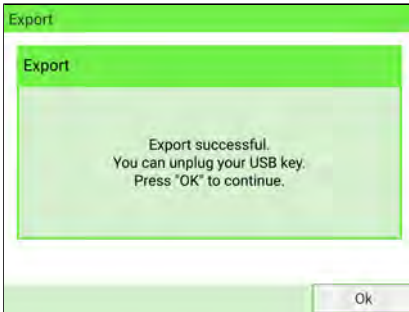 Export
Export
Export successful.
You can unplug your USB key.
Press "OK" to continue.
Ok